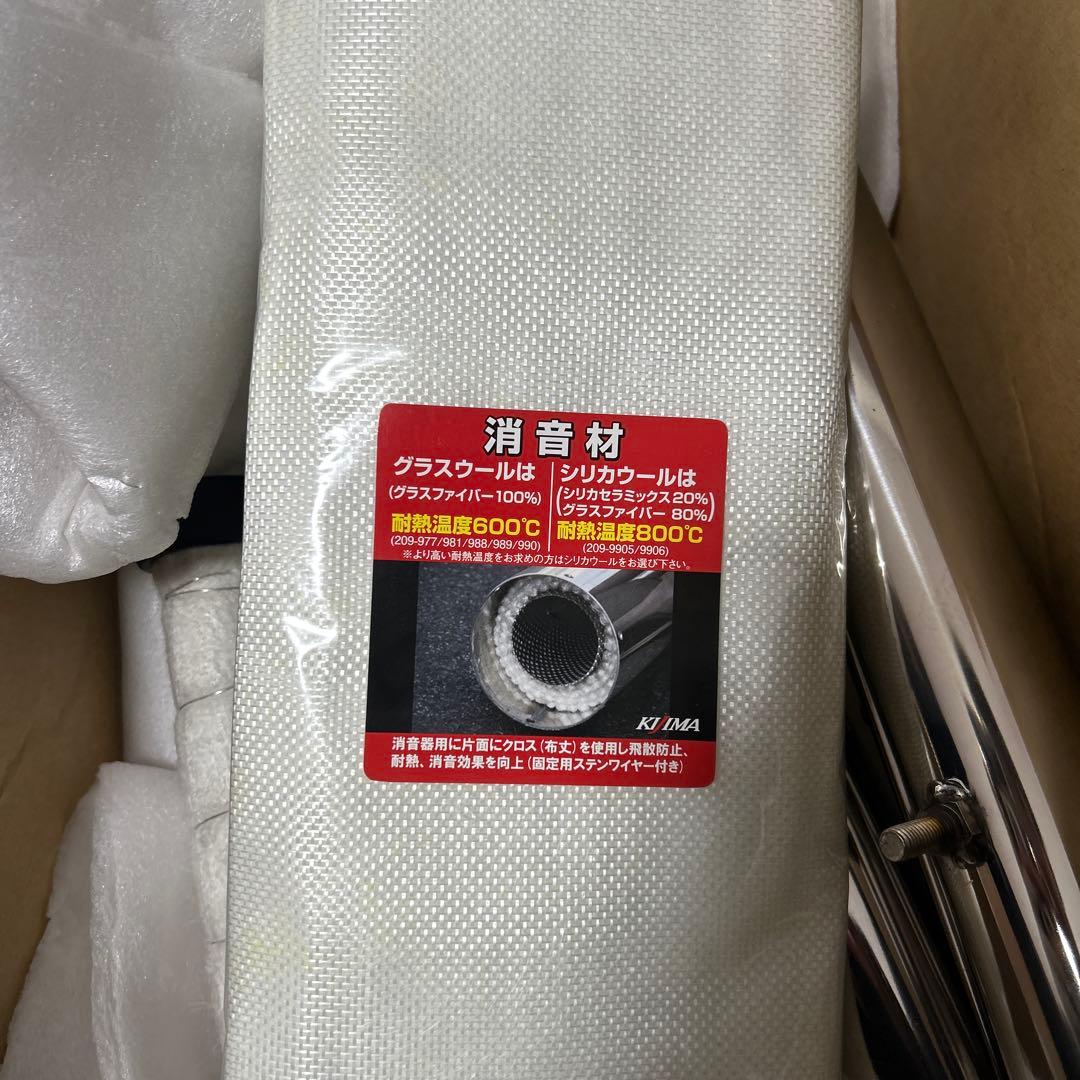 消音材
グラスウールは
(グラスファイバー100%)
耐熱温度600℃
(209-977/981/988/989/990)
シリカウールは
(シリカセラミックス20%
グラスファイバー 80%)
耐熱温度800℃
(209-9905/9906)
※より高い耐熱温度をお求めの方はシリカウールをお選び下さい。
KIJIMA
消音器用に片面にクロス(布丈)を使用し飛散防止、
耐熱、消音効果を向上(固定用ステンワイヤー付き)